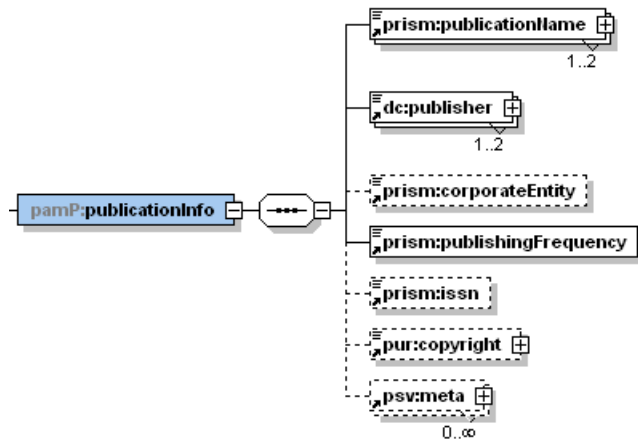 prism:publicationName
1..2
dc:publisher
1..2
prism:corporateEntity
pamP:publicationInfo
prism:publishingFrequency
prism:issn
pur:copyright
psv:meta
0..∞